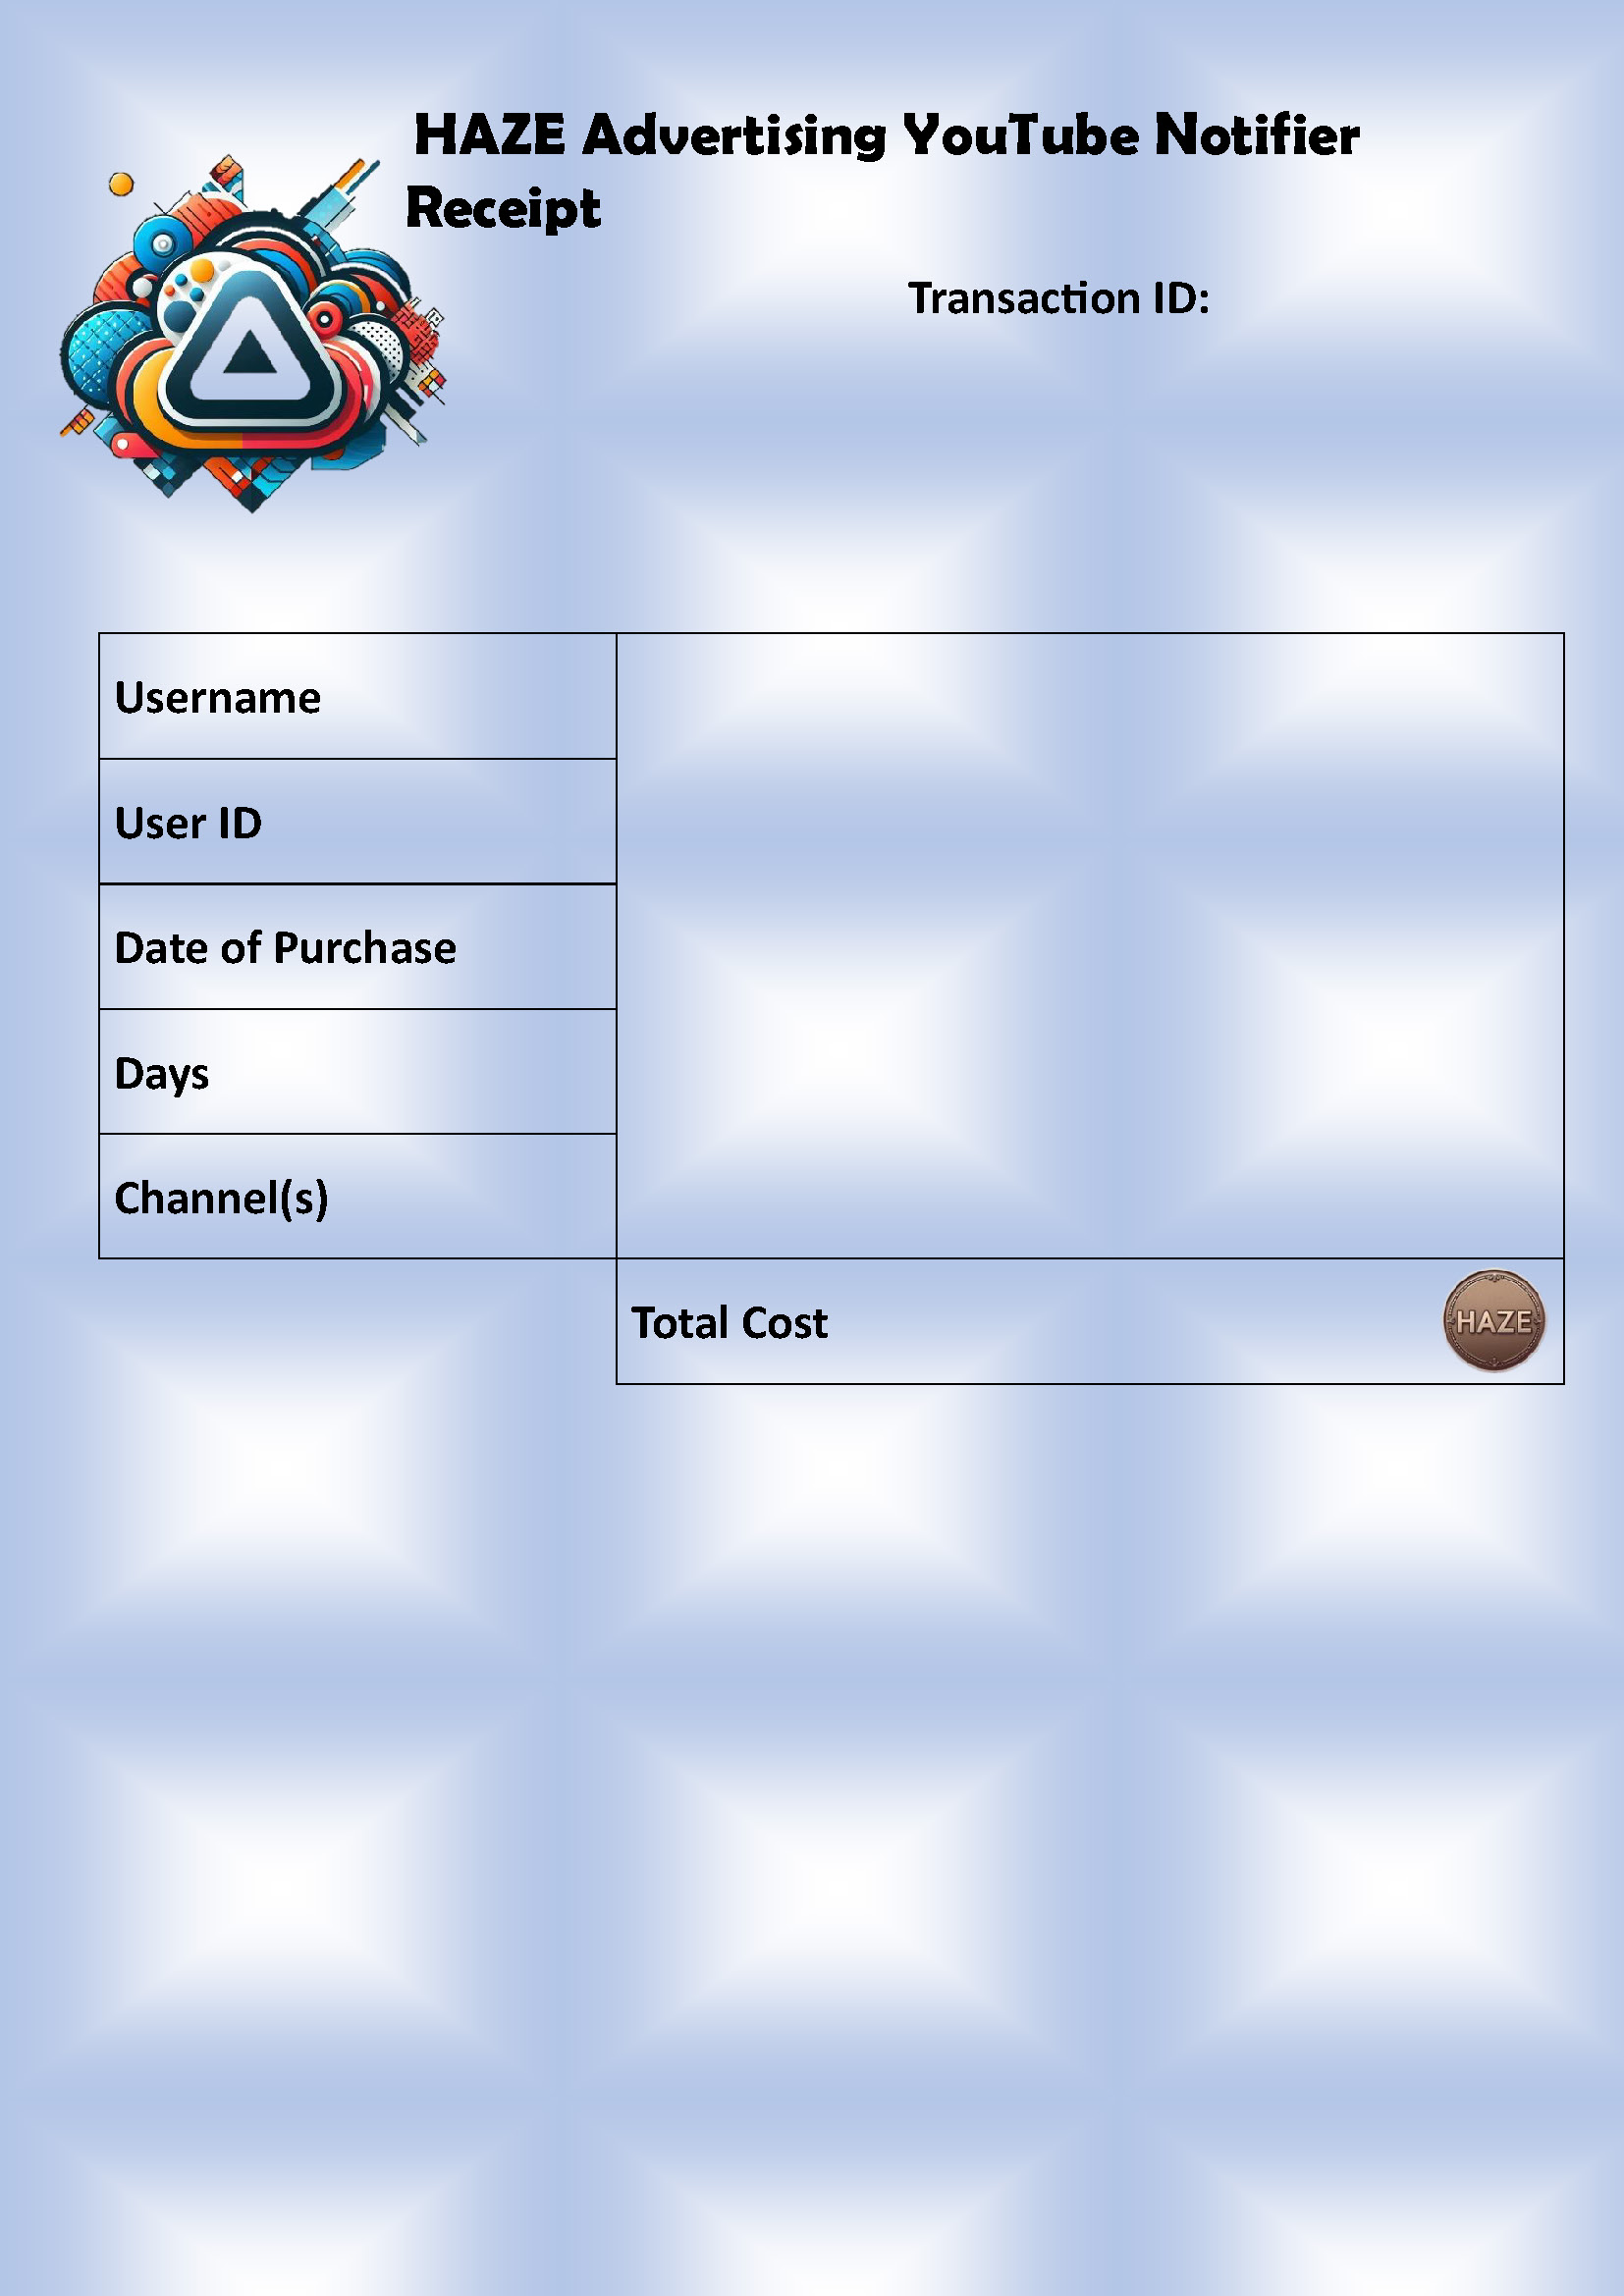 HAZE Advertising YouTube Notifier
Receipt
Transaction ID:
Username
User ID
Date of Purchase
Days
Channel(s)
Total Cost
HAZE